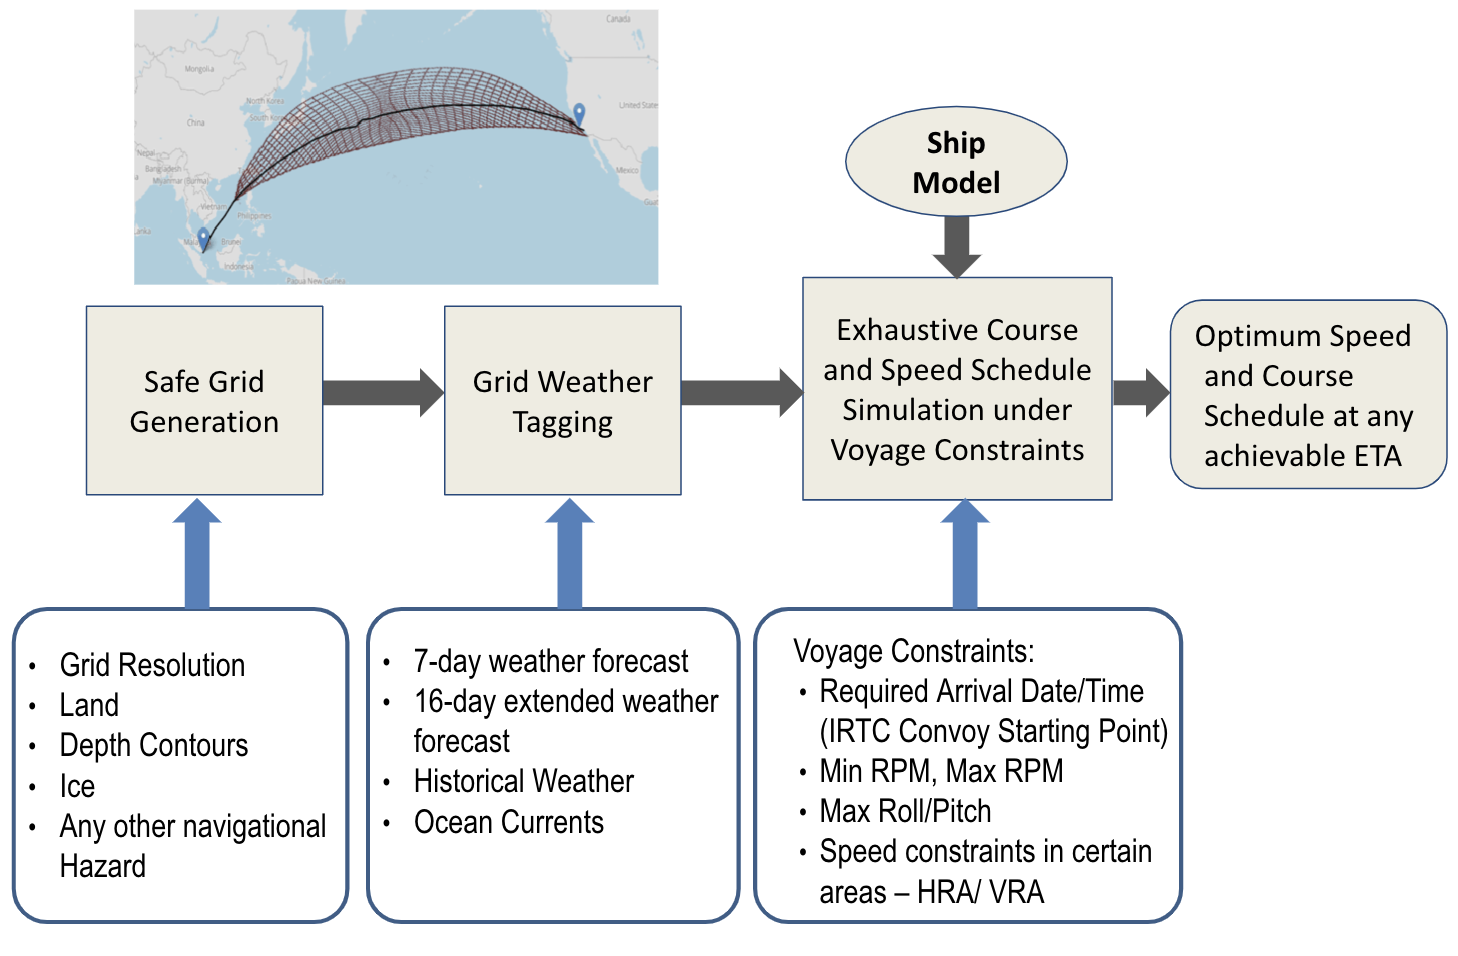 Canada
Mongolia
North Korea
South Korea
China
United State
Nepal
Bangladesh
Myanmar (Burma)
Mexico
Vietnam
Philippines
Gua
Lanka
Mala
Brunei
Indonesia
Papua New Guinea
Ship
Model
Safe Grid
Generation
Grid Weather
Tagging
Exhaustive Course
and Speed Schedule
Simulation under
Voyage Constraints
Optimum Speed
and Course
Schedule at any
achievable ETA
• Grid Resolution
• Land
• Depth Contours
• Ice
• Any other navigational
Hazard
• 7-day weather forecast
• 16-day extended weather
forecast
• Historical Weather
• Ocean Currents
Voyage Constraints:
• Required Arrival Date/Time
(IRTC Convoy Starting Point)
• Min RPM, Max RPM
• Max Roll/Pitch
• Speed constraints in certain
areas – HRA/ VRA